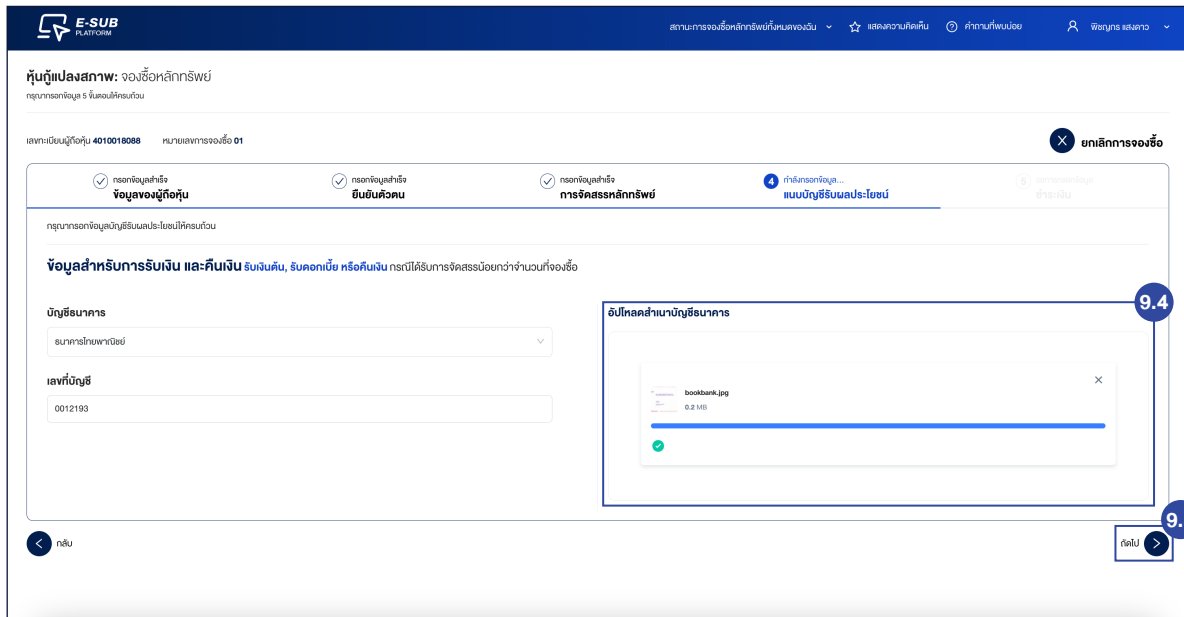 E-SUB
PLATFORM
สถานะการจองซื้อหลักทรัพย์ทั้งหมดของฉัน
แสดงความคิดเห็น
คำถามที่พบบ่อย
พิชญกร แสงดาว
หุ้นกู้แปลงสภาพ: จองซื้อหลักทรัพย์
กรุณากรอกข้อมูล 5 ขั้นตอนให้ครบถ้วน
เลขทะเบียนผู้ถือหุ้น 4010018088 หมายเลขการจองซื้อ 01
ยกเลิกการจองซื้อ
กรอกข้อมูลสำเร็จ
ข้อมูลของผู้ถือหุ้น
กรอกข้อมูลสำเร็จ
ยืนยันตัวตน
กรอกข้อมูลสำเร็จ
การจัดสรรหลักทรัพย์
4 กำลังกรอกข้อมูล...
แนบบัญชีรับผลประโยชน์
5 รอการกรอกข้อมูล
ชำระเงิน
กรุณากรอกข้อมูลบัญชีรับผลประโยชน์ให้ครบถ้วน
ข้อมูลสำหรับการรับเงิน และคืนเงิน รับเงินต้น, รับดอกเบี้ย หรือคืนเงิน กรณีได้รับการจัดสรรน้อยกว่าจำนวนที่จองซื้อ
บัญชีธนาคาร
ธนาคารไทยพาณิชย์
เลขที่บัญชี
0012193
อัปโหลดสำเนาบัญชีธนาคาร
9.4
bookbank.jpg
0.2 MB
กลับ
ถัดไป
9.